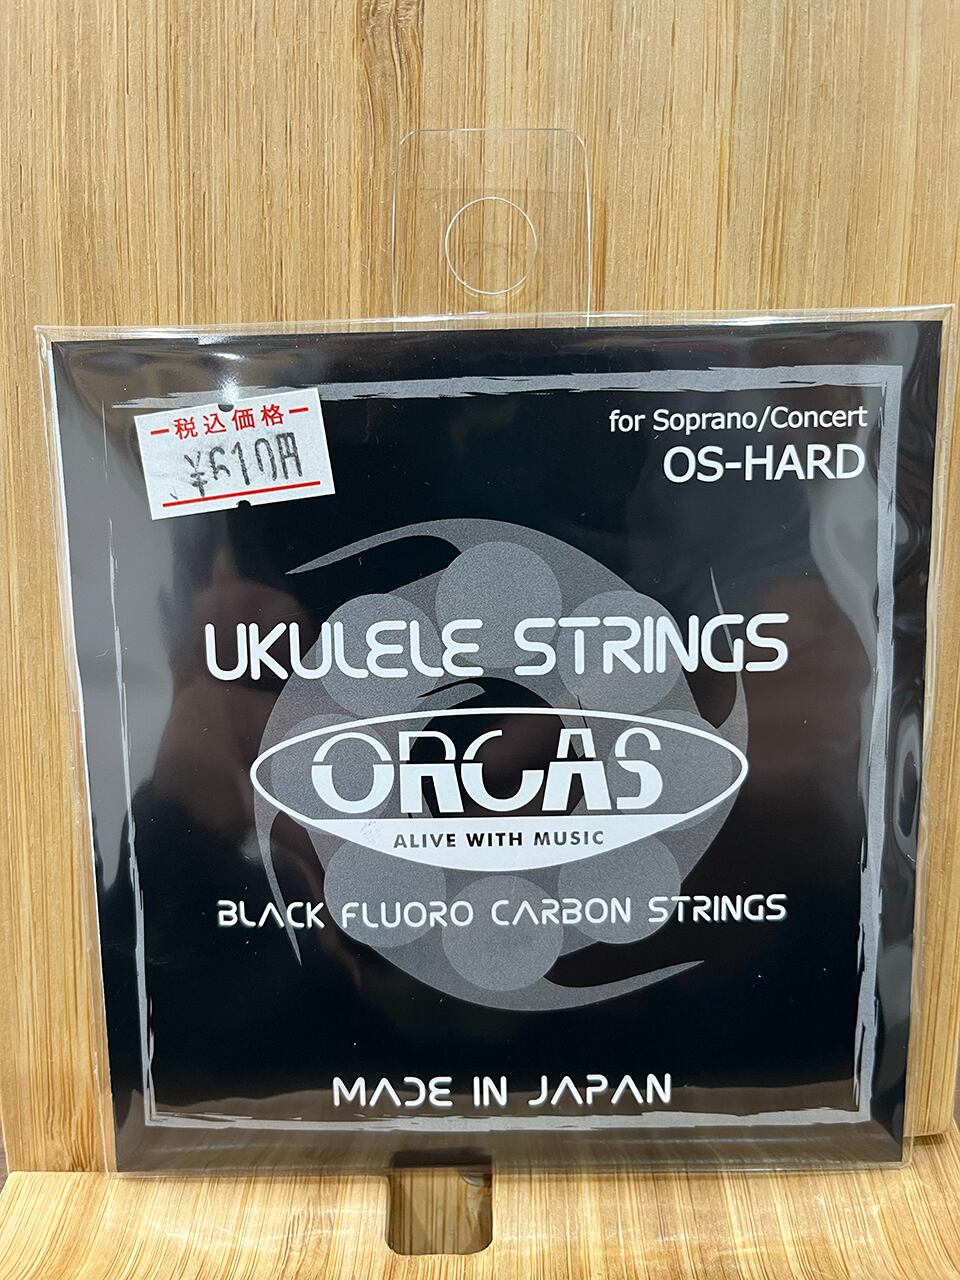 税込価格
¥610円
for Soprano/Concert
OS-HARD
UKULELE STRINGS
ORCAS
ALIVE WITH MUSIC
BLACK FLUORO CARBON STRINGS
MADE IN JAPAN